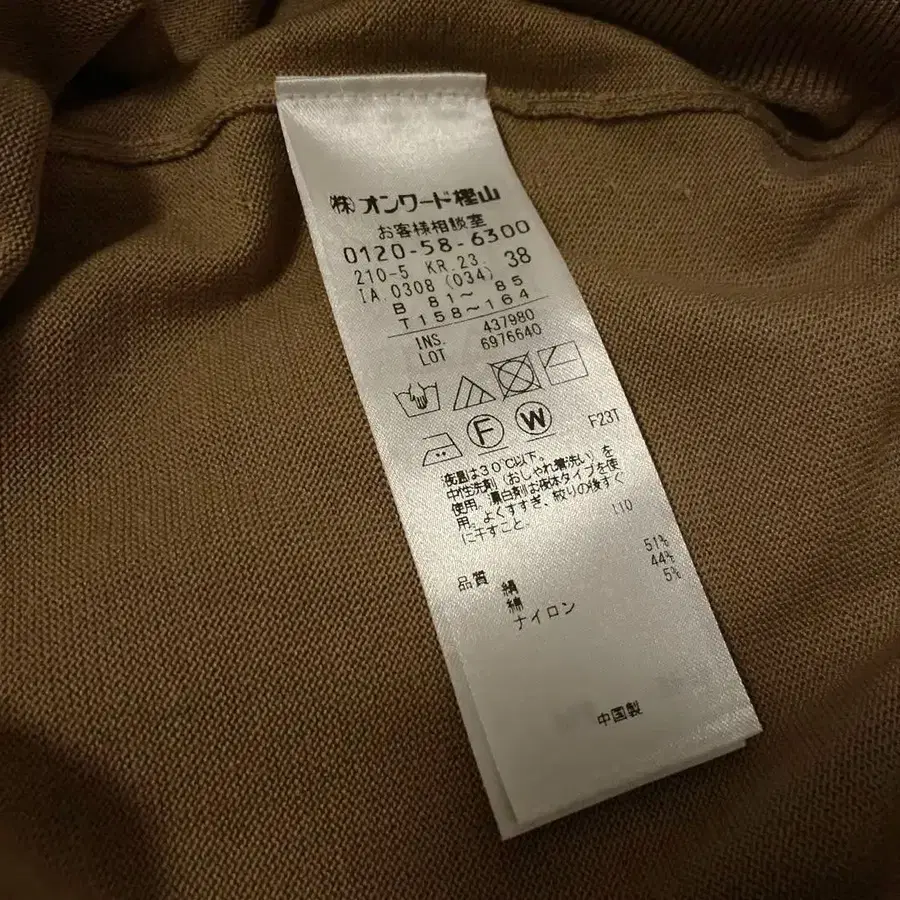 (株)オンワード樫山
お客様相談室
0120-58-6300
210-5 KR.23. 38
IA.0308 (034)
B 81～ 85
T158～164
INS. 437980
LOT 6976640
F W F23T
液温は30℃以下。
中性洗剤（おしゃれ着洗い）を
使用。漂白剤は液体タイプを使
用。よくすすぎ、絞りの後すぐ
に干すこと。 110
品質 絹 51%
綿 44%
ナイロン 5%
中国製